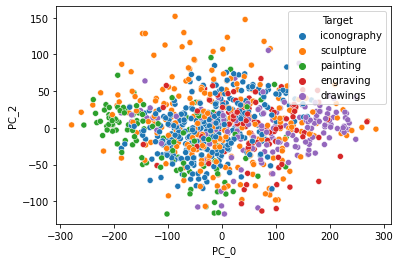 Target
iconography
sculpture
painting
engraving
drawings
150
100
50
0
−50
−100
PC_2
−300
−200
−100
0
100
200
300
PC_0